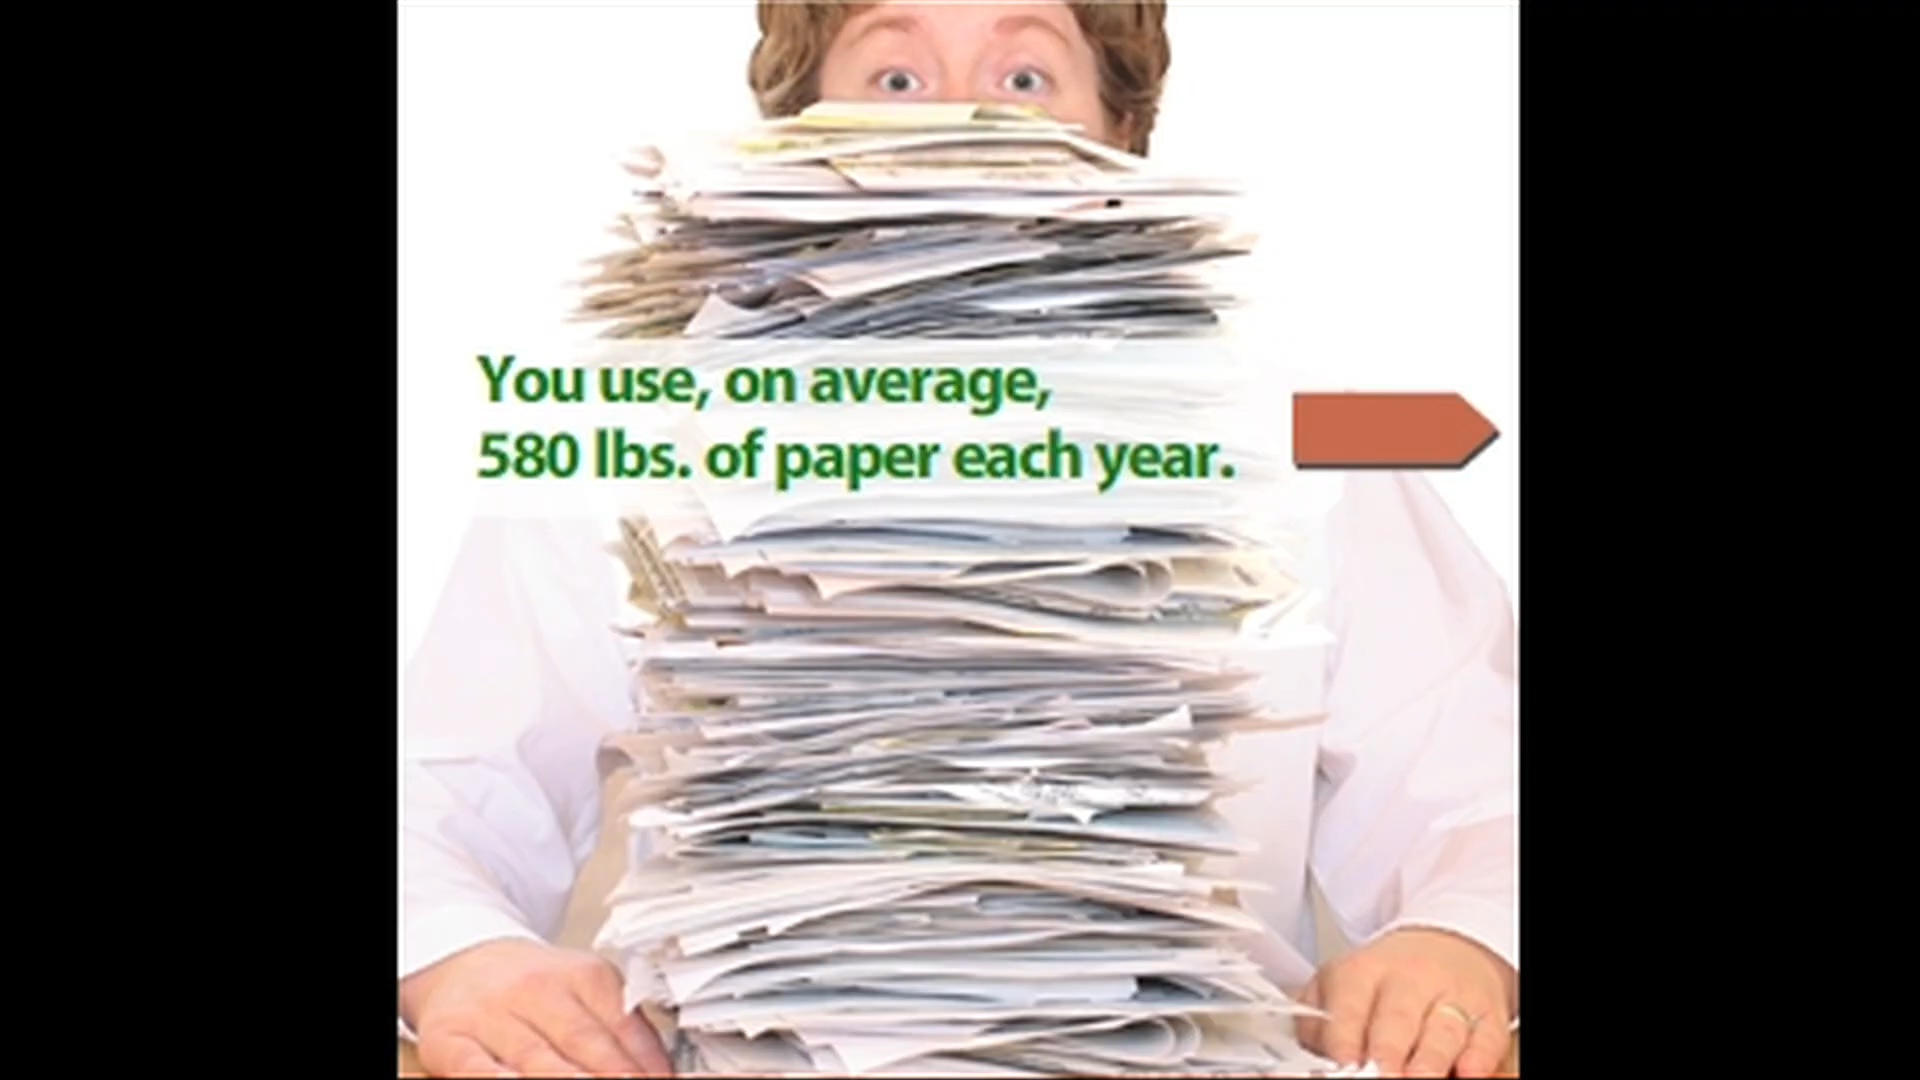 You use, on average,
580 lbs. of paper each year.